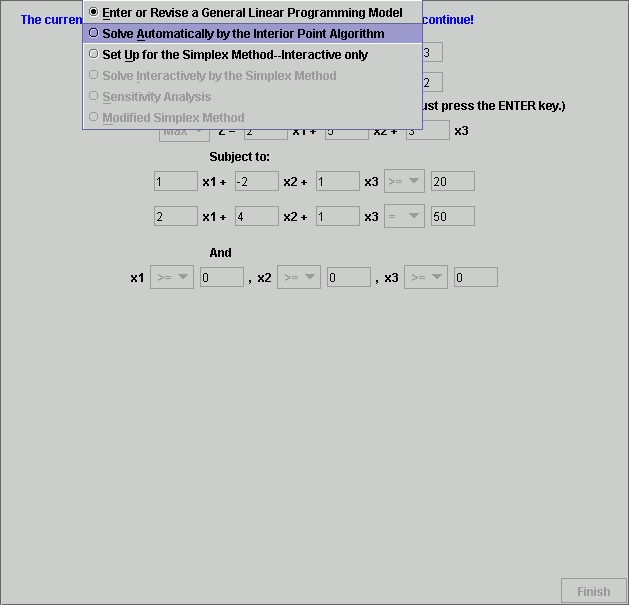 The curren continue!
Enter or Revise a General Linear Programming Model
Solve Automatically by the Interior Point Algorithm
Set Up for the Simplex Method--Interactive only
Solve Interactively by the Simplex Method
Sensitivity Analysis
Modified Simplex Method
3
2
ust press the ENTER key.)
Max Z = 2 x1 + 5 x2 + 3 x3
Subject to:
1 x1 + -2 x2 + 1 x3 >= 20
2 x1 + 4 x2 + 1 x3 = 50
And
x1 >= 0 , x2 >= 0 , x3 >= 0
Finish